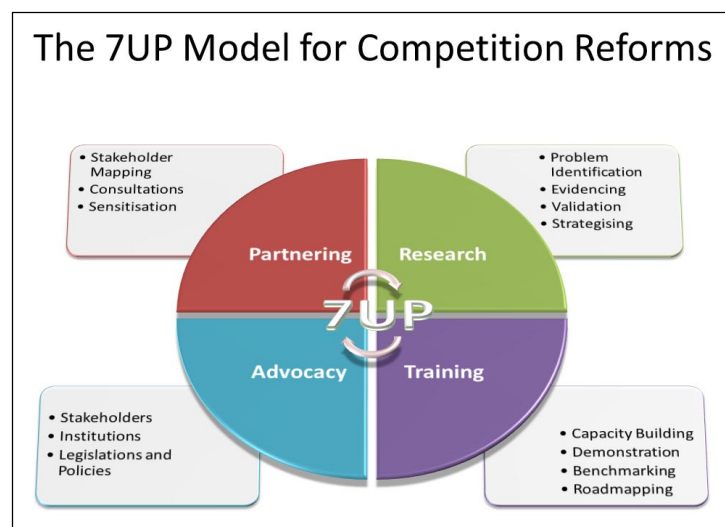 The 7UP Model for Competition Reforms
• Stakeholder
Mapping
• Consultations
• Sensitisation
• Problem
Identification
• Evidencing
• Validation
• Strategising
Partnering
Research
7UP
Advocacy
Training
• Stakeholders
• Institutions
• Legislations and
Policies
• Capacity Building
• Demonstration
• Benchmarking
• Roadmapping